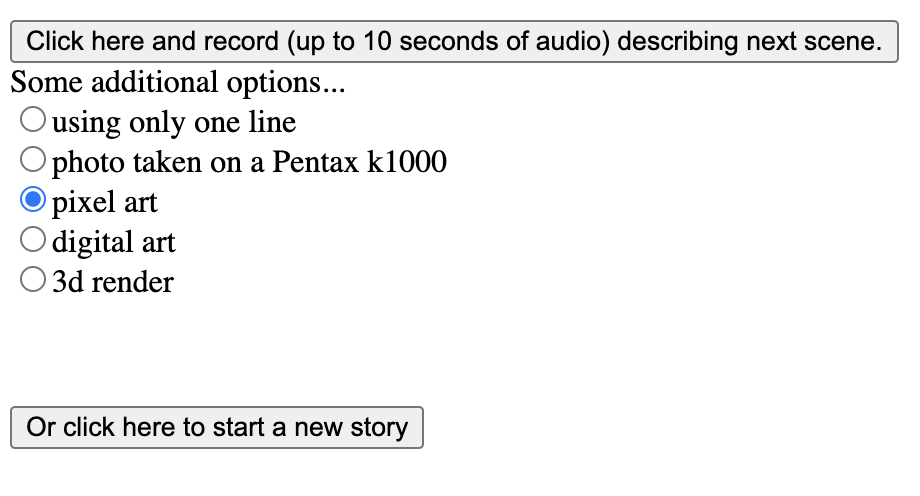 Click here and record (up to 10 seconds of audio) describing next scene.
Some additional options...
using only one line
photo taken on a Pentax k1000
pixel art
digital art
3d render
Or click here to start a new story